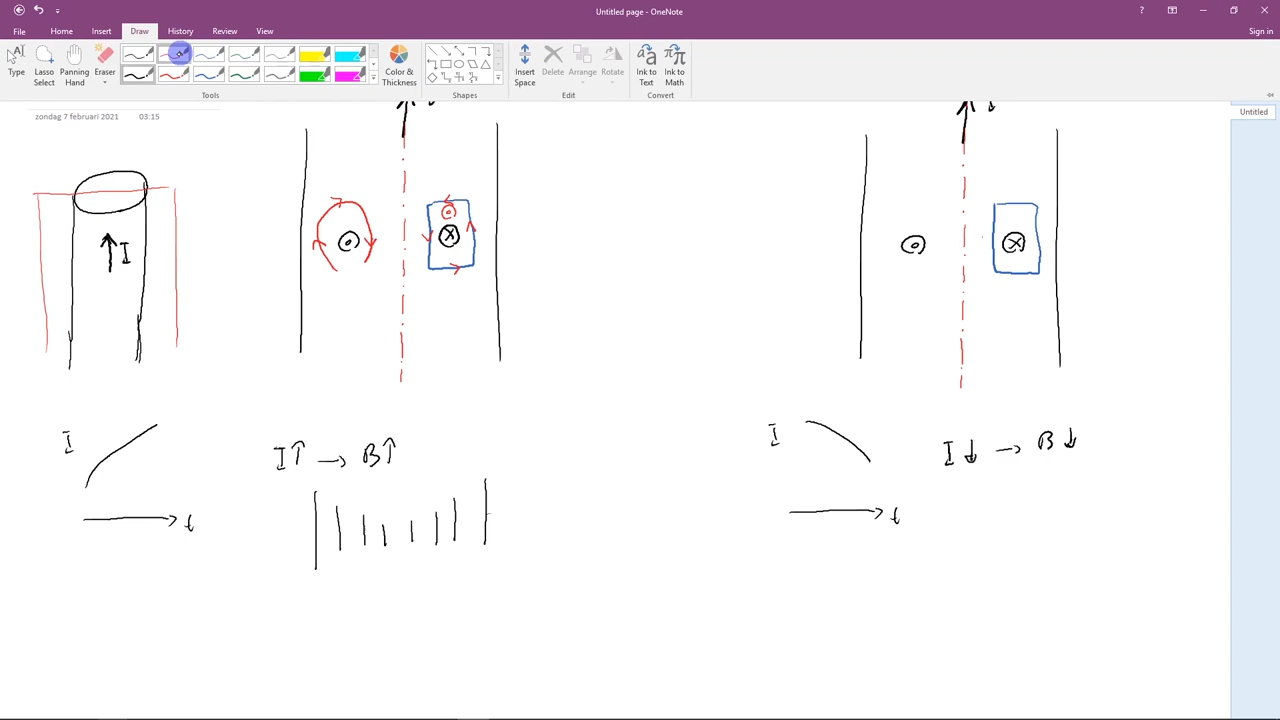 Untitled page - OneNote
File Home Insert Draw History Review View
Sign in
Type
Lasso Select
Panning Hand
Eraser
Color & Thickness
Insert Space
Delete
Arrange
Rotate
Ink to Text
Ink to Math
Tools
Shapes
Edit
Convert
Untitled
zondag 7 februari 2021 03:15
I
I
t
I↑ → B↑
I
t
I↓ → B↓